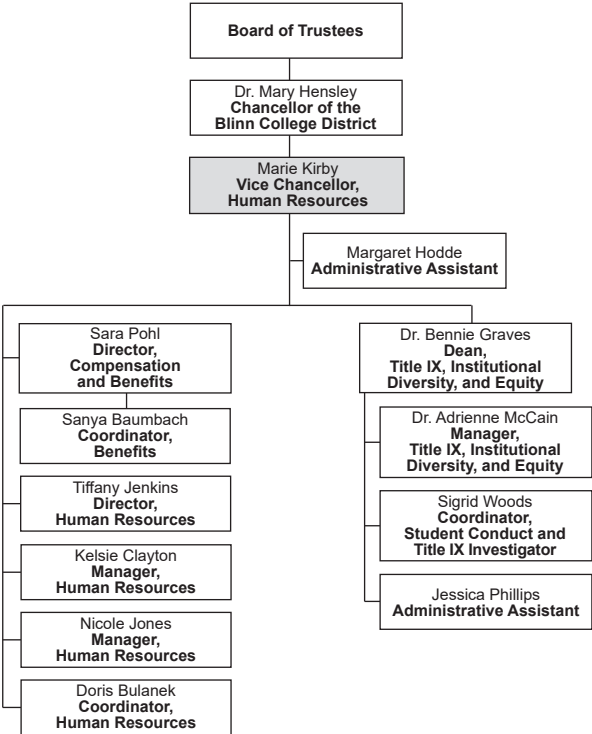 Board of Trustees
Dr. Mary Hensley
Chancellor of the
Blinn College District
Marie Kirby
Vice Chancellor,
Human Resources
Margaret Hodde
Administrative Assistant
Sara Pohl
Director,
Compensation
and Benefits
Sanya Baumbach
Coordinator,
Benefits
Tiffany Jenkins
Director,
Human Resources
Kelsie Clayton
Manager,
Human Resources
Nicole Jones
Manager,
Human Resources
Doris Bulanek
Coordinator,
Human Resources
Dr. Bennie Graves
Dean,
Title IX, Institutional
Diversity, and Equity
Dr. Adrienne McCain
Manager,
Title IX, Institutional
Diversity, and Equity
Sigrid Woods
Coordinator,
Student Conduct and
Title IX Investigator
Jessica Phillips
Administrative Assistant